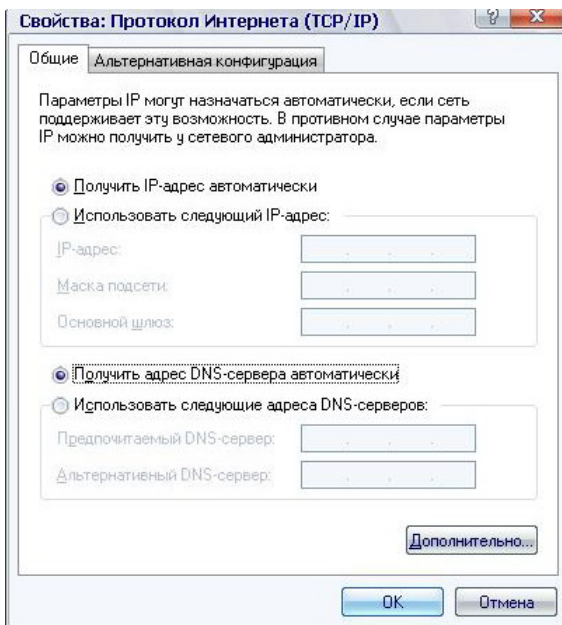 Свойства: Протокол Интернета (TCP/IP)
Общие
Альтернативная конфигурация
Параметры IP могут назначаться автоматически, если сеть
поддерживает эту возможность. В противном случае параметры
IP можно получить у сетевого администратора.
Получить IP-адрес автоматически
Использовать следующий IP-адрес:
IP-адрес:
Маска подсети:
Основной шлюз:
Получить адрес DNS-сервера автоматически
Использовать следующие адреса DNS-серверов:
Предпочитаемый DNS-сервер:
Альтернативный DNS-сервер:
Дополнительно...
OK
Отмена